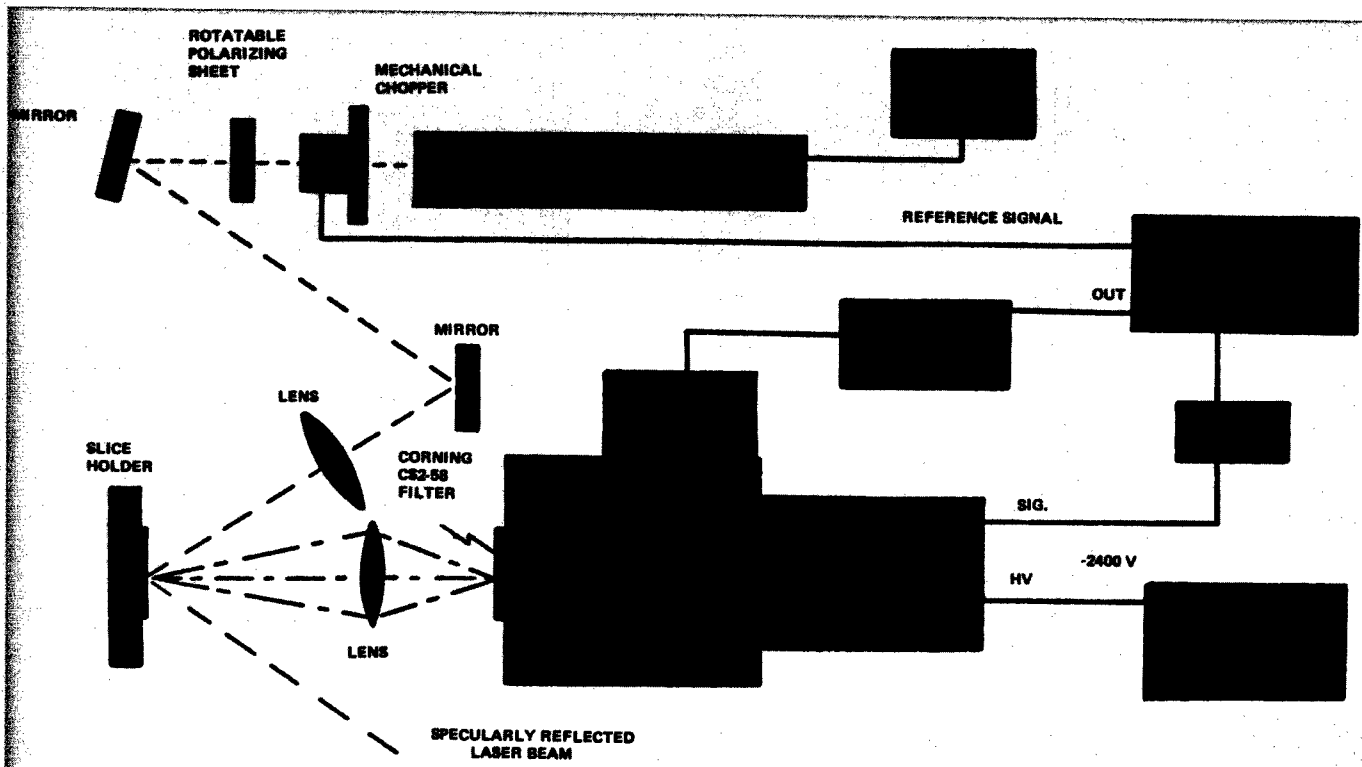 ROTATABLE
POLARIZING
SHEET
MECHANICAL
CHOPPER
MIRROR
REFERENCE SIGNAL
OUT
MIRROR
LENS
SLICE
HOLDER
CORNING
CS2-58
FILTER
SIG.
-2400 V
HV
LENS
SPECULARLY REFLECTED
LASER BEAM